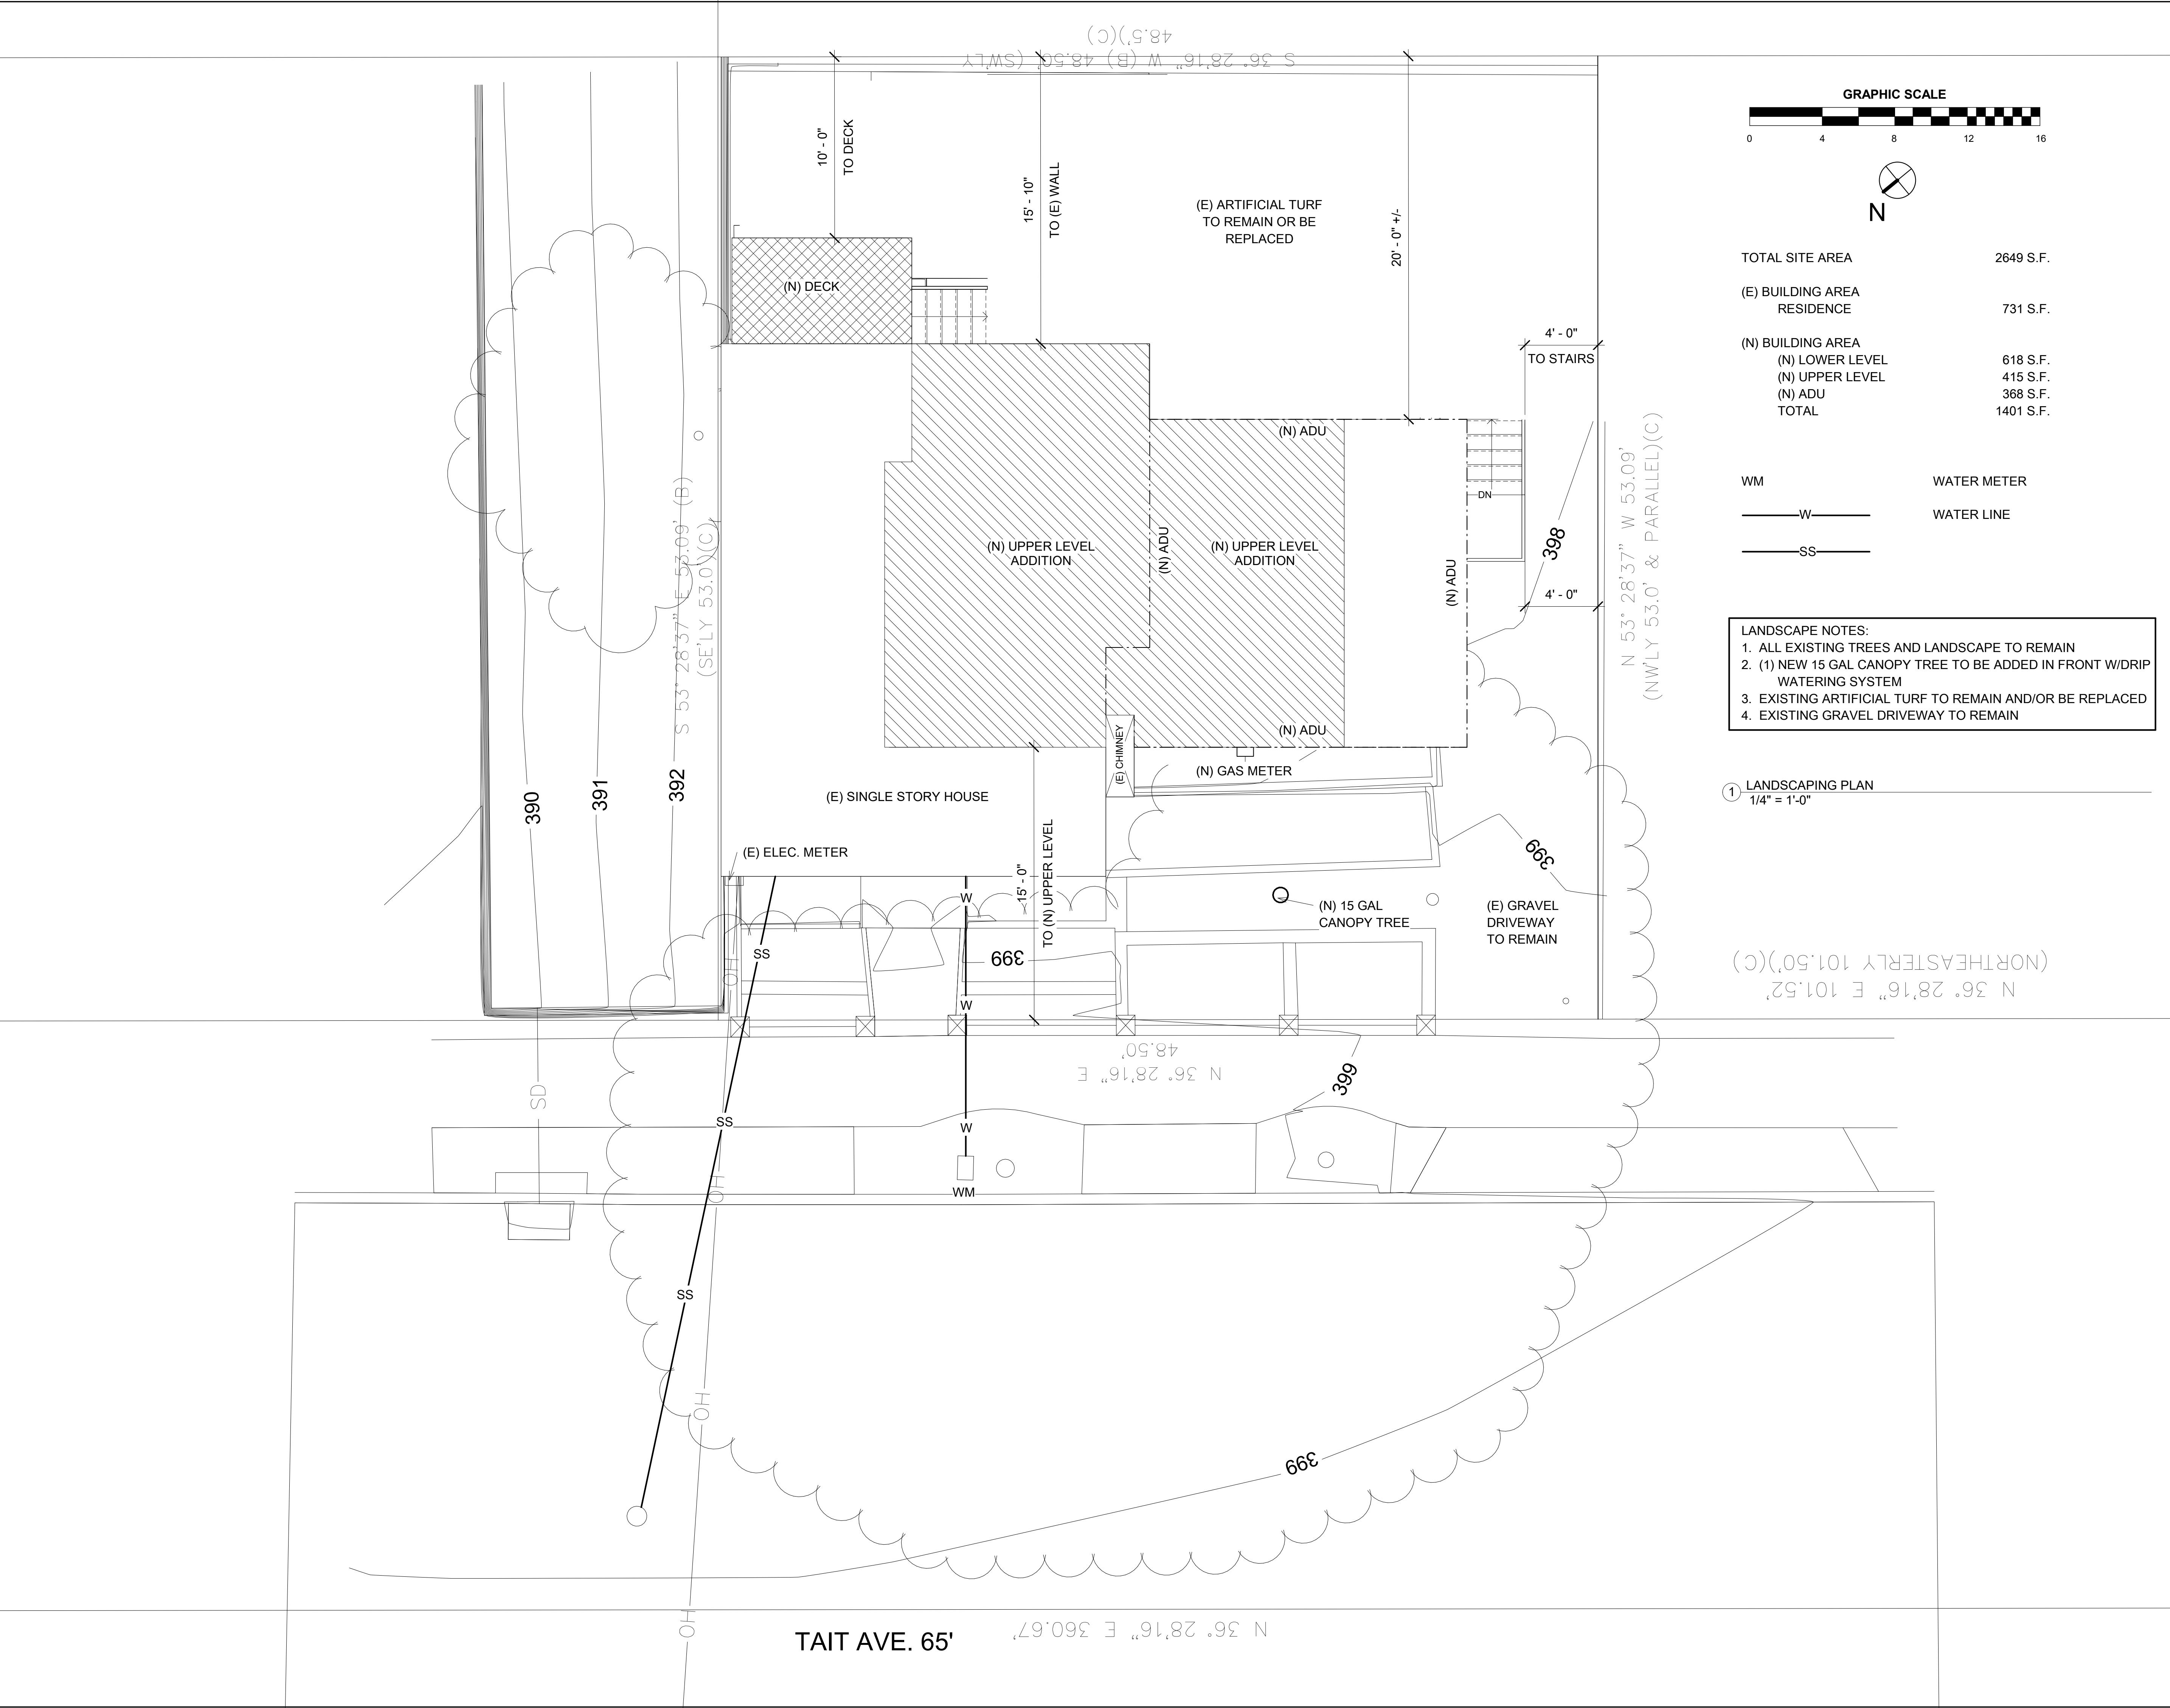 48.5')(C)
S 36° 28'16" W (B) 48.50' (SW'LY
10' - 0"
TO DECK
15' - 10"
TO (E) WALL
(E) ARTIFICIAL TURF
TO REMAIN OR BE
REPLACED
20' - 0" +/-
(N) DECK
4' - 0"
TO STAIRS
(N) ADU
DN
(N) UPPER LEVEL
ADDITION
(N) ADU
(N) UPPER LEVEL
ADDITION
(N) ADU
398
4' - 0"
N 53° 28'37" W 53.09'
(NW'LY 53.0' & PARALLEL)(C)
S 53° 28'37" E 53.09' (B)
(SE'LY 53.0')(C)
390
391
392
(N) ADU
(E) CHIMNEY
(N) GAS METER
(E) SINGLE STORY HOUSE
(E) ELEC. METER
15' - 0"
TO (N) UPPER LEVEL
399
(N) 15 GAL
CANOPY TREE
(E) GRAVEL
DRIVEWAY
TO REMAIN
W
SS
399
OH
W
48.50'
N 36° 28'16" E
399
SD
SS
W
OH
WM
SS
OH
399
OH
TAIT AVE. 65'
N 36° 28'16" E 360.67'
GRAPHIC SCALE
0 4 8 12 16
N
TOTAL SITE AREA 2649 S.F.
(E) BUILDING AREA
RESIDENCE 731 S.F.
(N) BUILDING AREA
(N) LOWER LEVEL 618 S.F.
(N) UPPER LEVEL 415 S.F.
(N) ADU 368 S.F.
TOTAL 1401 S.F.
WM WATER METER
W WATER LINE
SS
LANDSCAPE NOTES:
1. ALL EXISTING TREES AND LANDSCAPE TO REMAIN
2. (1) NEW 15 GAL CANOPY TREE TO BE ADDED IN FRONT W/DRIP
WATERING SYSTEM
3. EXISTING ARTIFICIAL TURF TO REMAIN AND/OR BE REPLACED
4. EXISTING GRAVEL DRIVEWAY TO REMAIN
1 LANDSCAPING PLAN
1/4" = 1'-0"
(NORTHEASTERLY 101.50')(C)
N 36° 28'16" E 101.52'